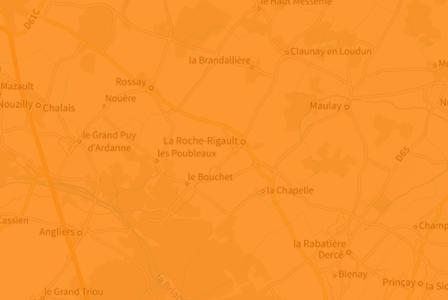 le Haut Messemé
D61C
Claunay en Loudun
la Brandallière
Mazault
Rossay
Nouère
Nouzilly
Chalais
Maulay
le Grand Puy
d'Ardanne
La Roche-Rigault
les Poubleaux
D65
le Bouchet
la Chapelle
Cassien
Angliers
la Rabatière
Dercé
Bienay
Prinçay
le Grand Triou